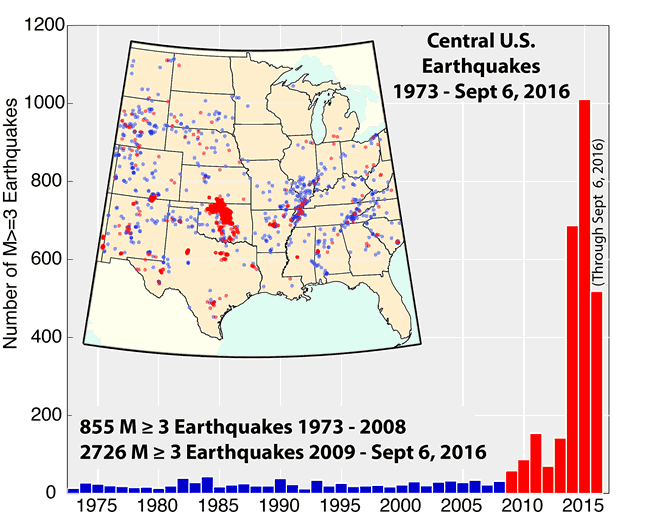 1200
1000
800
600
400
200
0
Number of M>=3 Earthquakes
Central U.S.
Earthquakes
1973 - Sept 6, 2016
(Through Sept 6, 2016)
855 M ≥ 3 Earthquakes 1973 - 2008
2726 M ≥ 3 Earthquakes 2009 - Sept 6, 2016
1975 1980 1985 1990 1995 2000 2005 2010 2015